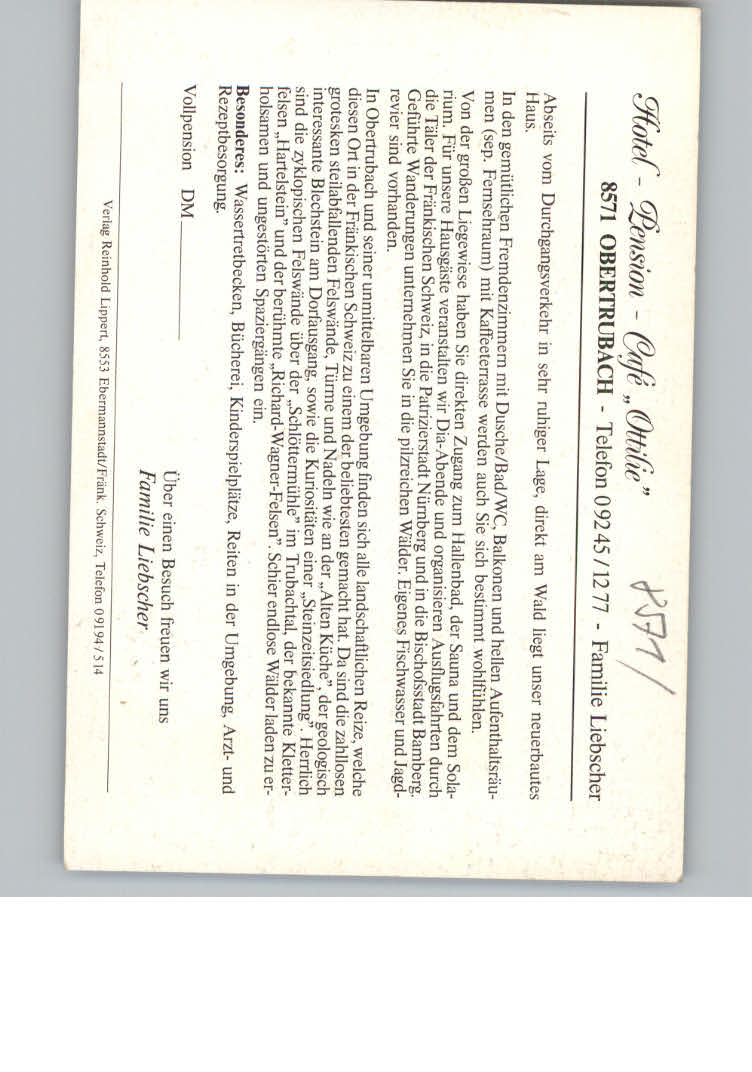 Hotel - Pension - Café „Ottilie”
8571/
8571 OBERTRUBACH - Telefon 0 92 45 / 12 77 - Familie Liebscher
Abseits vom Durchgangsverkehr in sehr ruhiger Lage, direkt am Wald liegt unser neuerbautes
Haus.
In den gemütlichen Fremdenzimmern mit Dusche/Bad/WC, Balkonen und hellen Aufenthaltsräu-
men (sep. Fernsehraum) mit Kaffeeterrasse werden auch Sie sich bestimmt wohlfühlen.
Von der großen Liegewiese haben Sie direkten Zugang zum Hallenbad, der Sauna und dem Sola-
rium. Für unsere Hausgäste veranstalten wir Dia-Abende und organisieren Ausflugsfahrten durch
die Täler der Fränkischen Schweiz, in die Patrizierstadt Nürnberg und in die Bischofsstadt Bamberg.
Geführte Wanderungen unternehmen Sie in die pilzreichen Wälder. Eigenes Fischwasser und Jagd-
revier sind vorhanden.
In Obertrubach und seiner unmittelbaren Umgebung finden sich alle landschaftlichen Reize, welche
diesen Ort in der Fränkischen Schweiz zu einem der beliebtesten gemacht hat. Da sind die zahllosen
grotesken steilabfallenden Felswände, Türme und Nadeln wie an der „Alten Küche”, der geologisch
interessante Blechstein am Dorfausgang, sowie die Kuriositäten einer „Steinzeitsiedlung”. Herrlich
sind die zyklopischen Felswände über der „Schlöttermühle” im Trubachtal, der bekannte Kletter-
felsen „Hartelstein” und der berühmte „Richard-Wagner-Felsen”. Schier endlose Wälder laden zu er-
holsamen und ungestörten Spaziergängen ein.
Besonderes: Wassertretbecken, Bücherei, Kinderspielplätze, Reiten in der Umgebung, Arzt- und
Rezeptbesorgung.
Vollpension DM
Über einen Besuch freuen wir uns
Familie Liebscher
Verlag Reinhold Lippert, 8553 Ebermannstadt/Fränk. Schweiz, Telefon 0 91 94 / 5 14